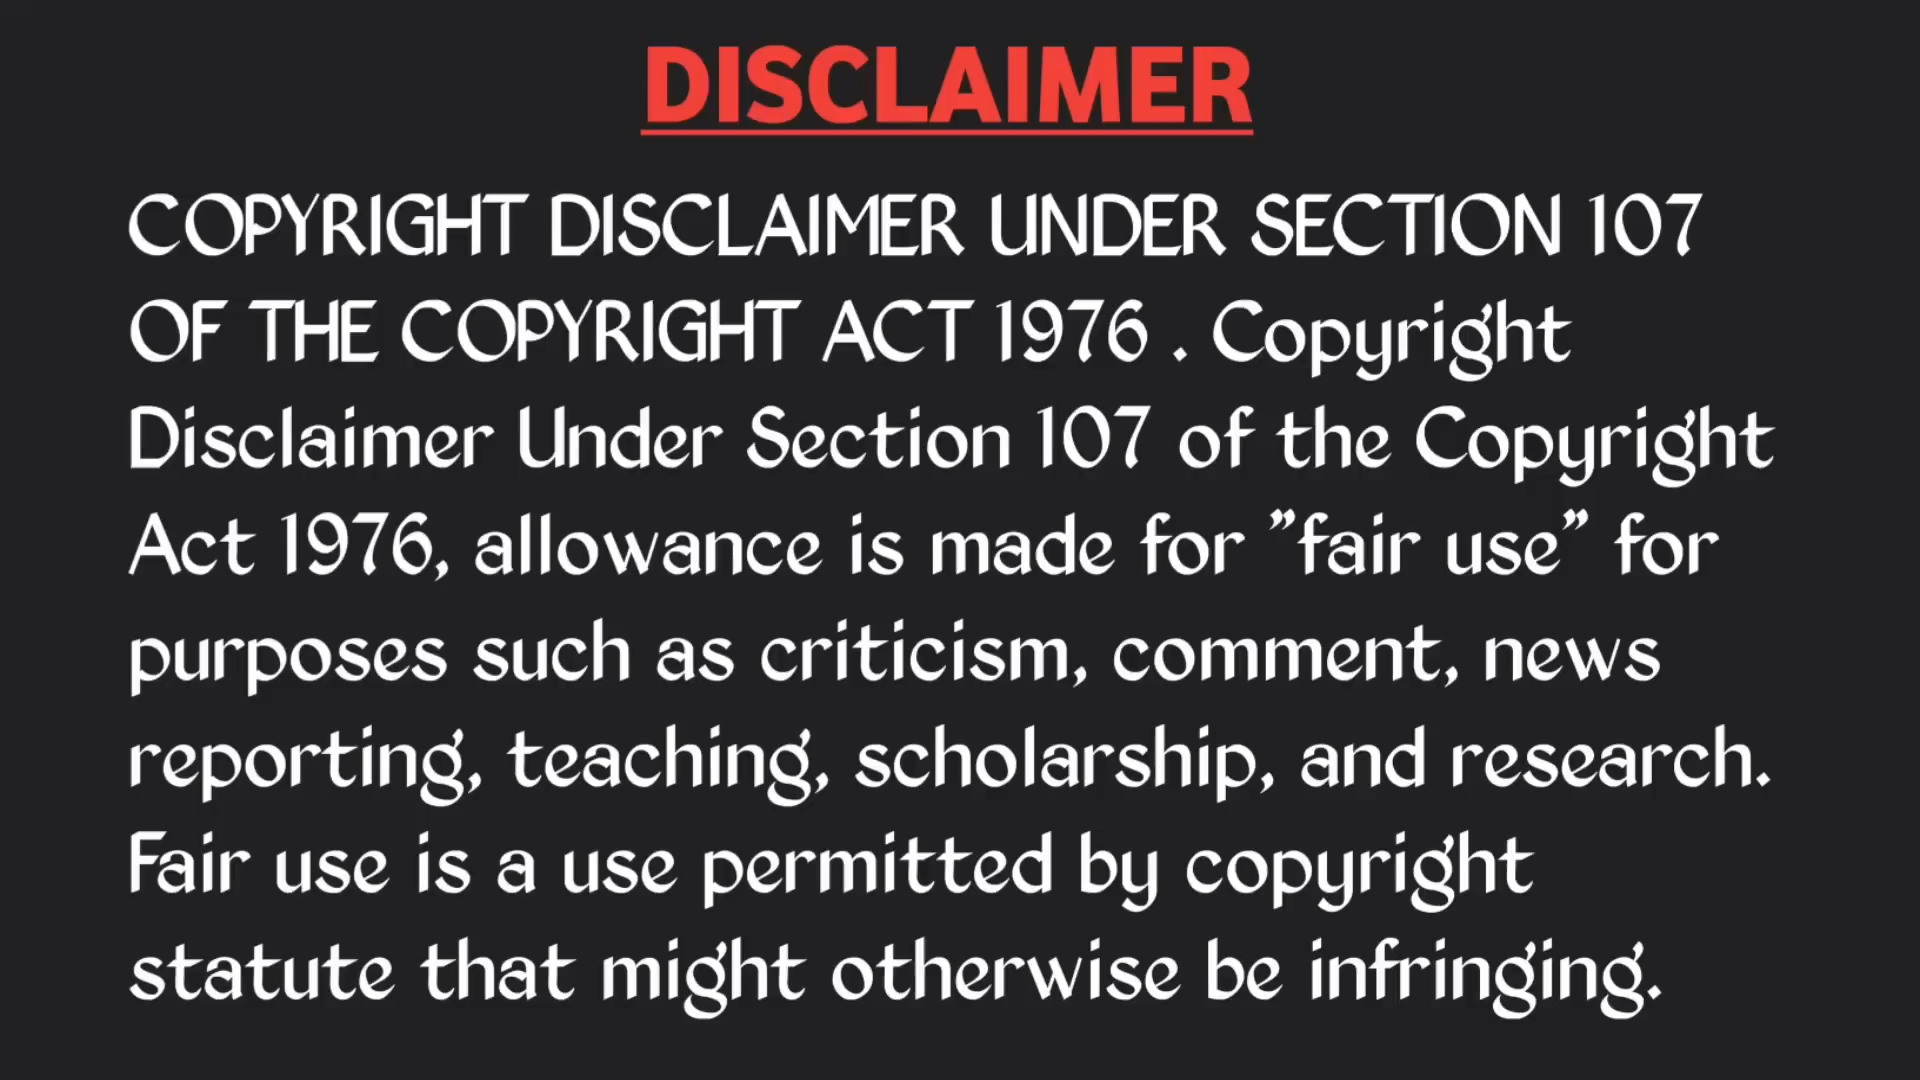 DISCLAIMER
COPYRIGHT DISCLAIMER UNDER SECTION 107
OF THE COPYRIGHT ACT 1976 . Copyright
Disclaimer Under Section 107 of the Copyright
Act 1976, allowance is made for ”fair use” for
purposes such as criticism, comment, news
reporting, teaching, scholarship, and research.
Fair use is a use permitted by copyright
statute that might otherwise be infringing.